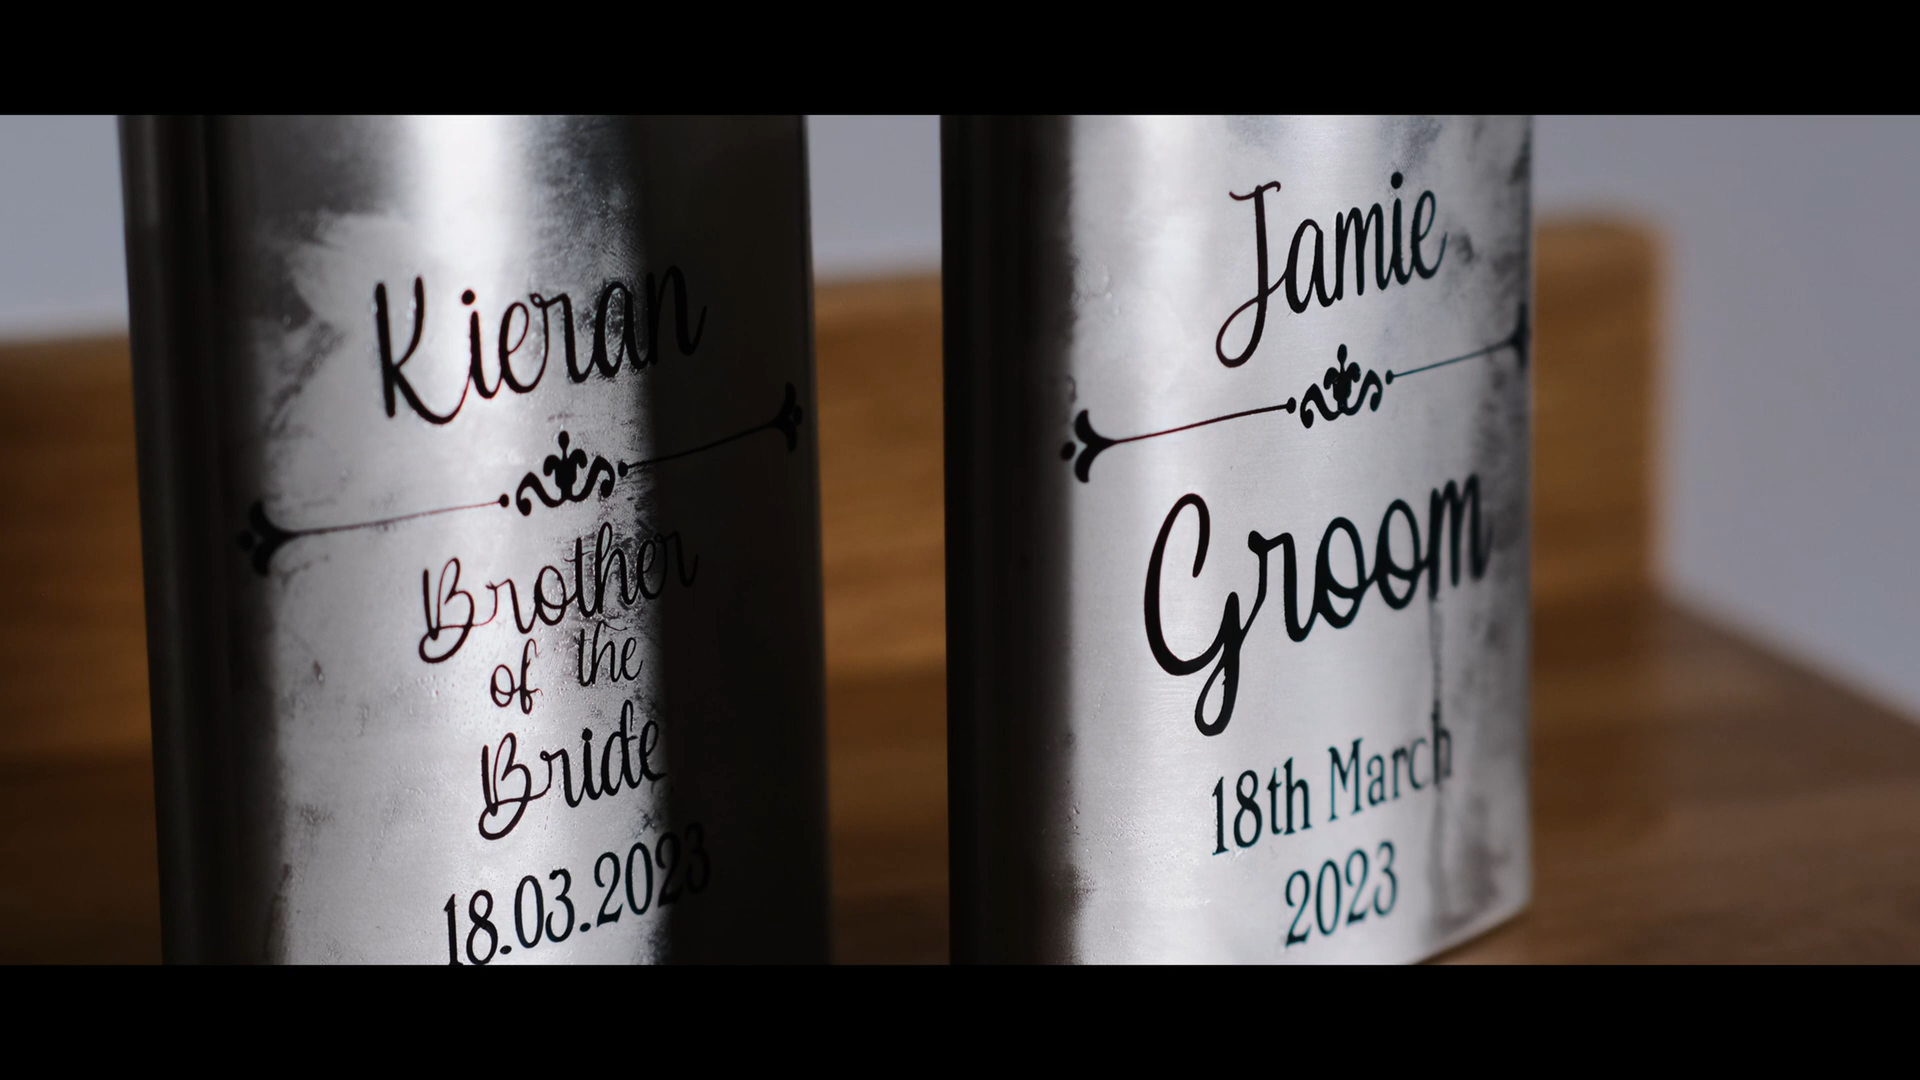 Kieran
Brother
of the
Bride
18.03.2023
Jamie
Groom
18th March
2023